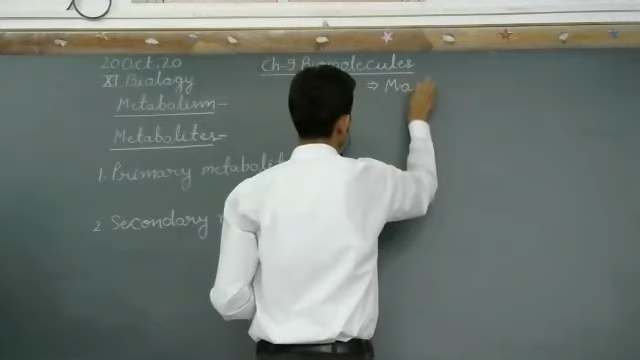 20 Oct. 20
XI. Biology
Ch-9 Biomolecules
⇒ Ma
Metabolism -
Metabolites -
1. Primary metabolit
2. Secondary